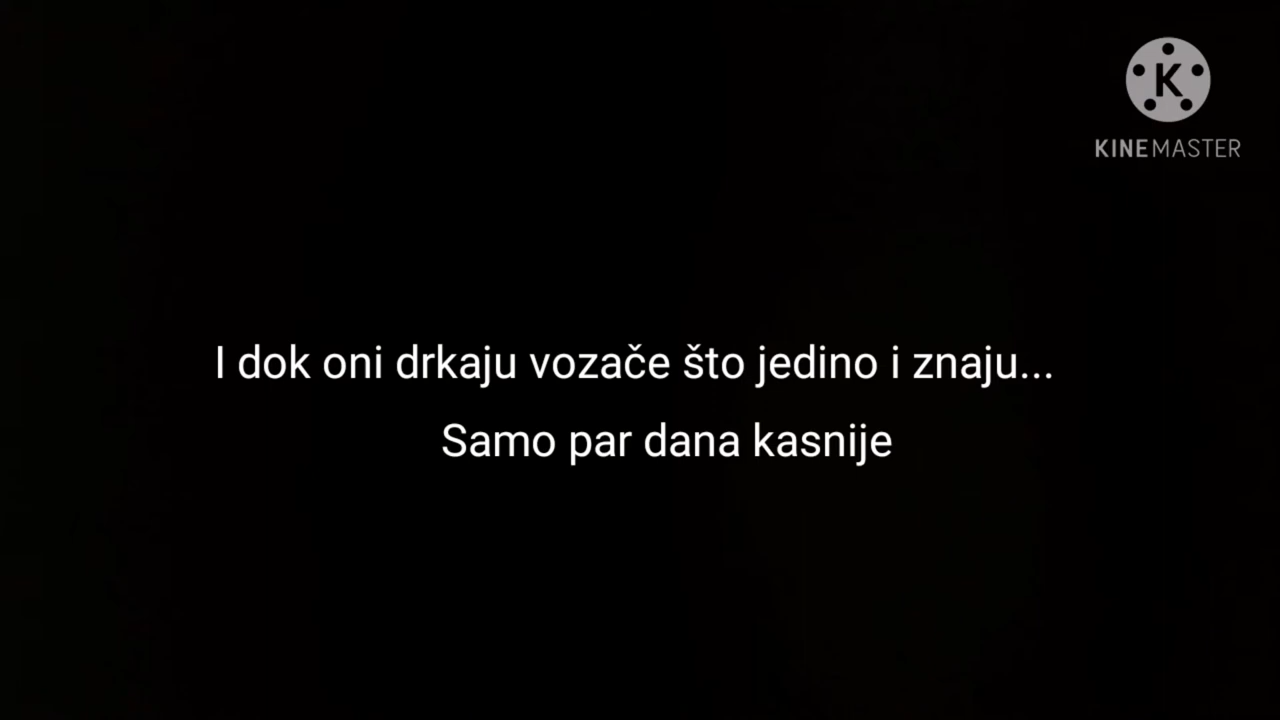 K
KINEMASTER
I dok oni drkaju vozače što jedino i znaju...
Samo par dana kasnije